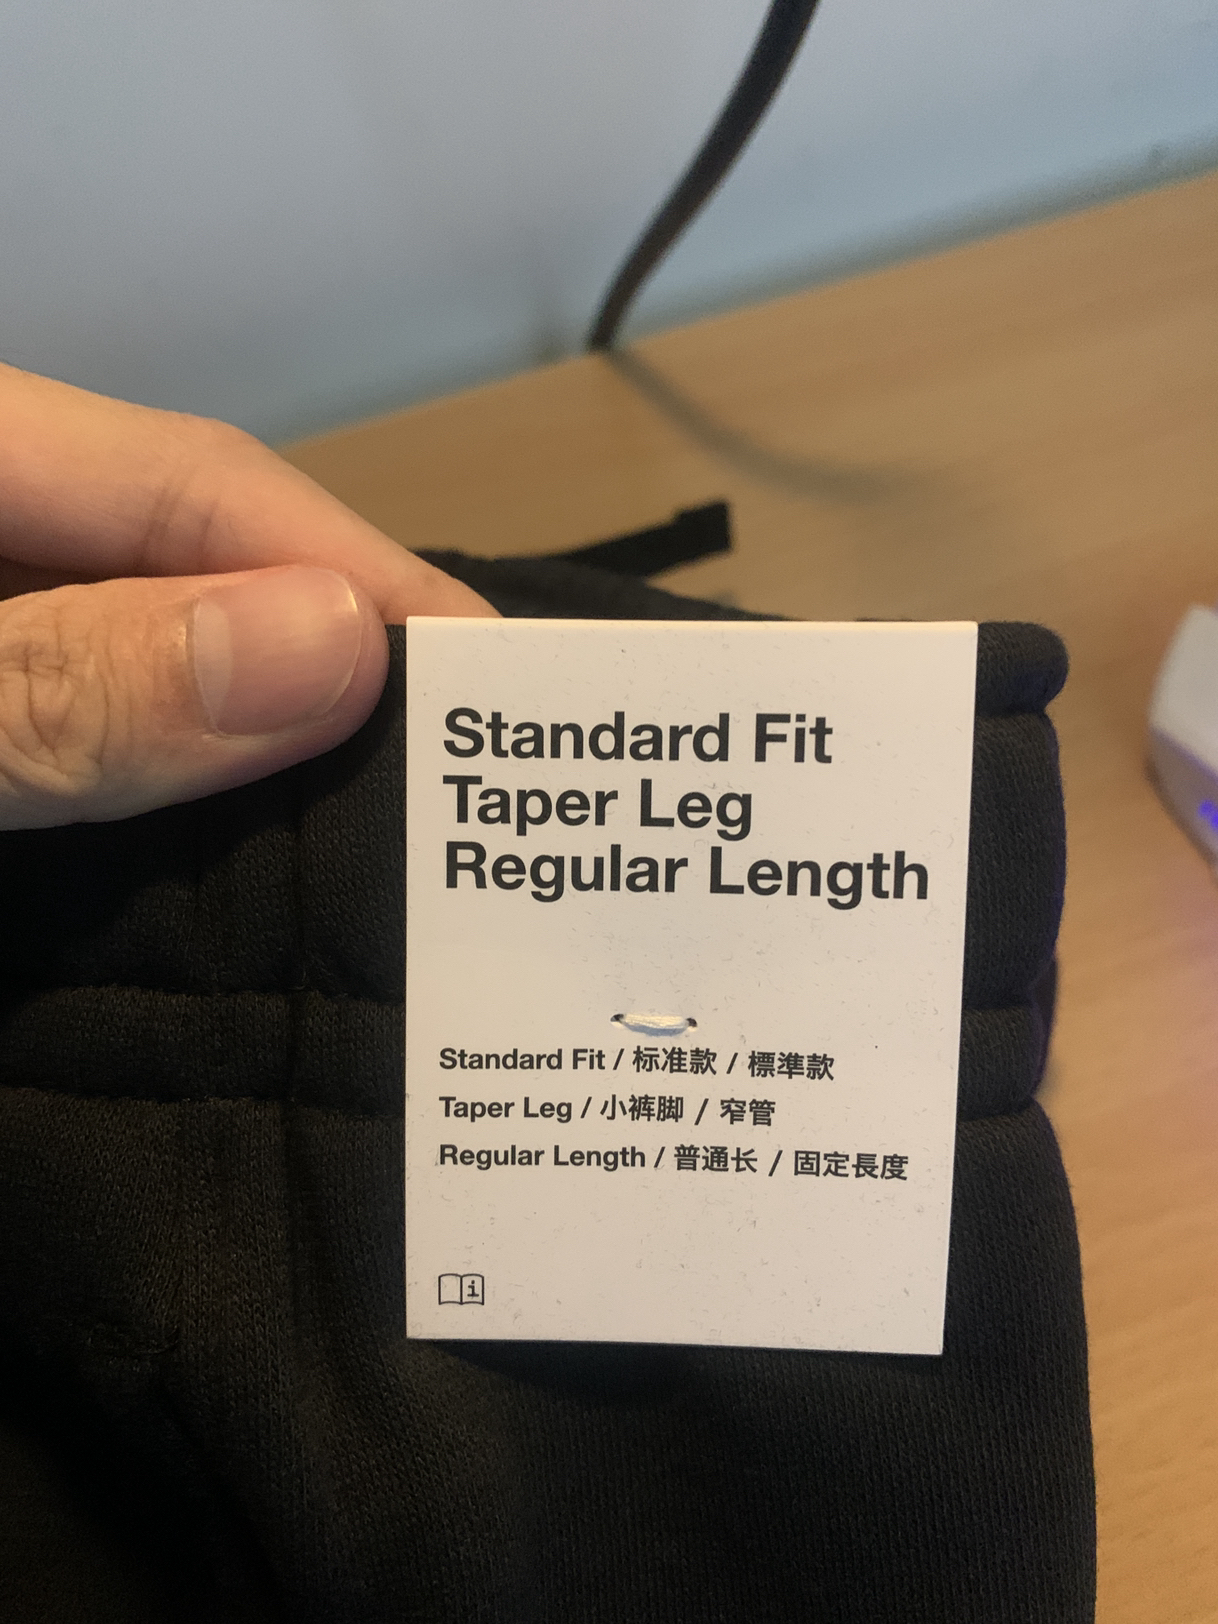 Standard Fit
Taper Leg
Regular Length
Standard Fit / 标准款 / 標準款
Taper Leg / 小裤脚 / 窄管
Regular Length / 普通长 / 固定長度
i